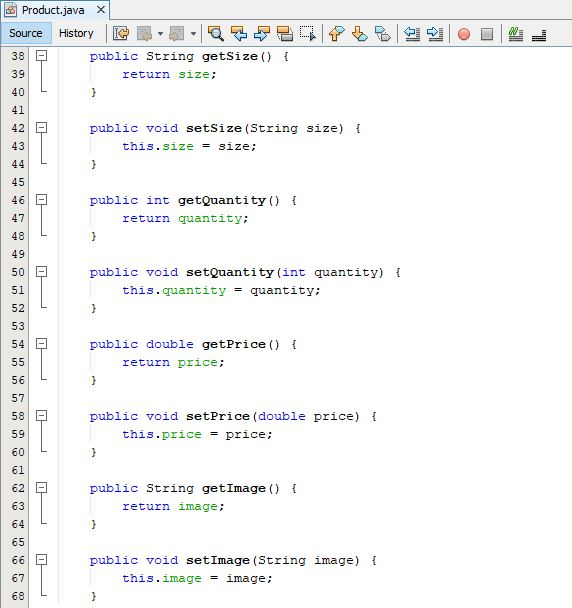 Product.java
Source History
38 public String getSize() {
39 return size;
40 }
41
42 public void setSize(String size) {
43 this.size = size;
44 }
45
46 public int getQuantity() {
47 return quantity;
48 }
49
50 public void setQuantity(int quantity) {
51 this.quantity = quantity;
52 }
53
54 public double getPrice() {
55 return price;
56 }
57
58 public void setPrice(double price) {
59 this.price = price;
60 }
61
62 public String getImage() {
63 return image;
64 }
65
66 public void setImage(String image) {
67 this.image = image;
68 }